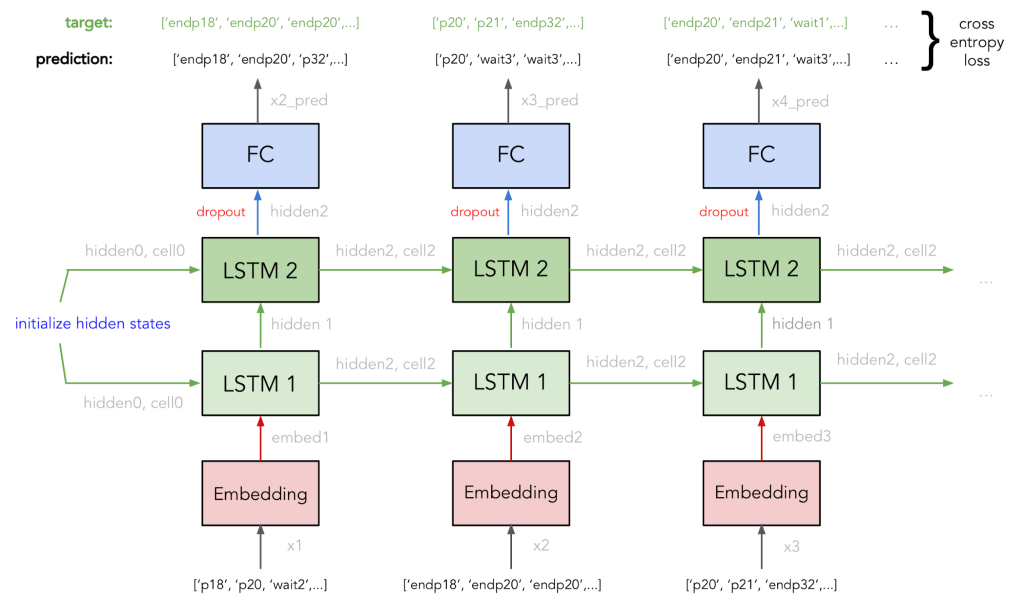 target: ['endp18', 'endp20', 'endp20',...] ['p20', 'p21', 'endp32',...] ['endp20', 'endp21', 'wait1',...] ...
prediction: ['endp18', 'endp20', 'p32',...] ['p20', 'wait3', 'wait3',...] ['endp20', 'endp21', 'wait3',...] ...
} cross
entropy
loss
x2_pred x3_pred x4_pred
FC FC FC
dropout hidden2 dropout hidden2 dropout hidden2
hidden0, cell0 hidden2, cell2 hidden2, cell2 hidden2, cell2
LSTM 2 LSTM 2 LSTM 2 ...
initialize hidden states hidden 1 hidden 1 hidden 1
hidden2, cell2 hidden2, cell2 hidden2, cell2
LSTM 1 LSTM 1 LSTM 1 ...
hidden0, cell0
embed1 embed2 embed3
Embedding Embedding Embedding
x1 x2 x3
['p18', 'p20, 'wait2',...] ['endp18', 'endp20', 'endp20',...] ['p20', 'p21', 'endp32',...]